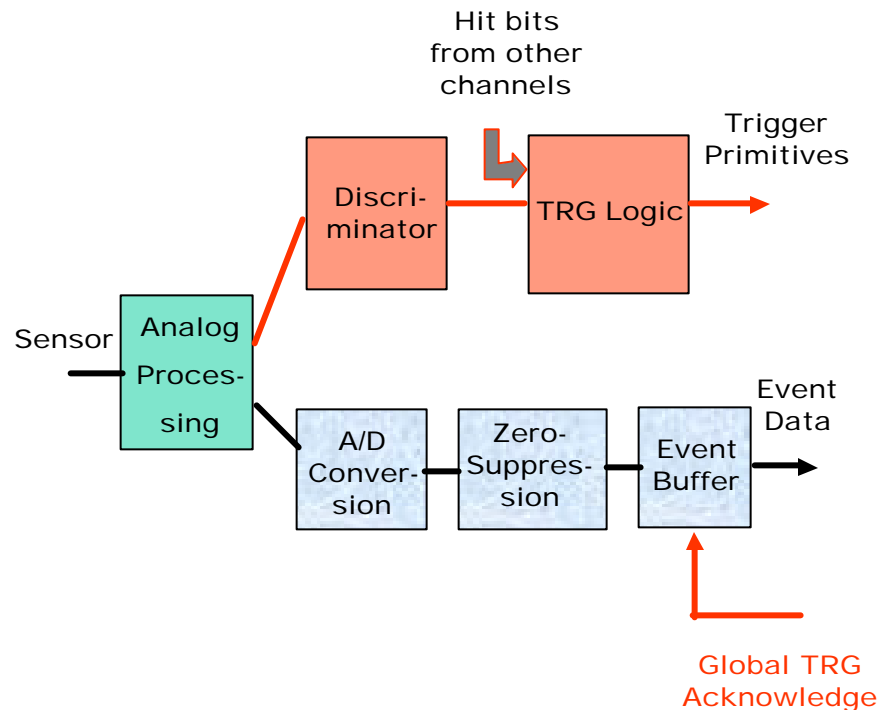 Hit bits
from other
channels
Trigger
Primitives
Discri-
minator
TRG Logic
Sensor
Analog
Proces-
sing
A/D
Conver-
sion
Zero-
Suppres-
sion
Event
Buffer
Event
Data
Global TRG
Acknowledge